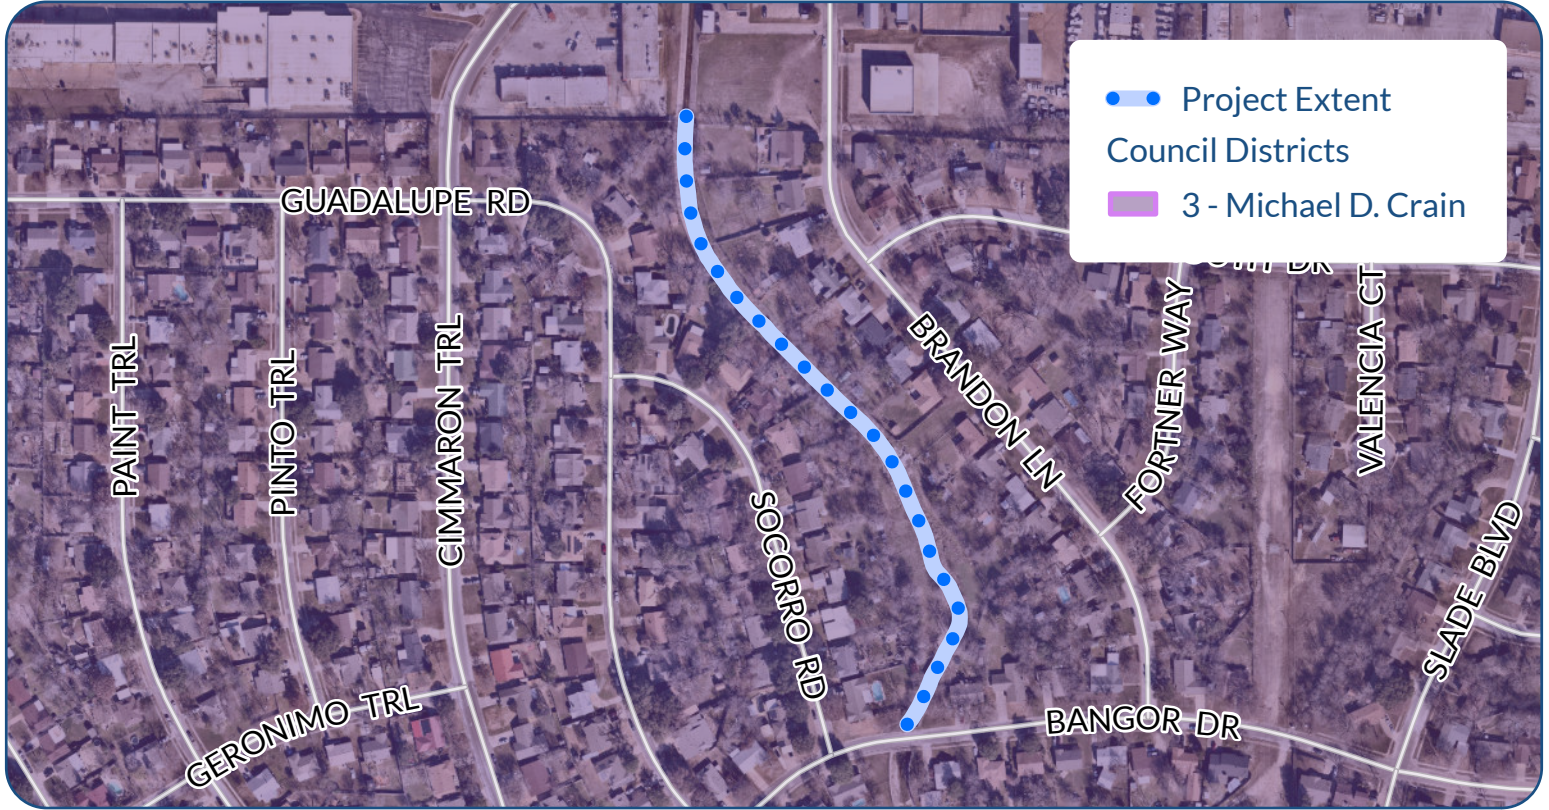 Project Extent
Council Districts
3 - Michael D. Crain
GUADALUPE RD
DR
PAINT TRL
PINTO TRL
CIMMARON TRL
BRANDON LN
FORTNER WAY
VALENCIA CT
SOCORRO RD
SLADE BLVD
GERONIMO TRL
BANGOR DR